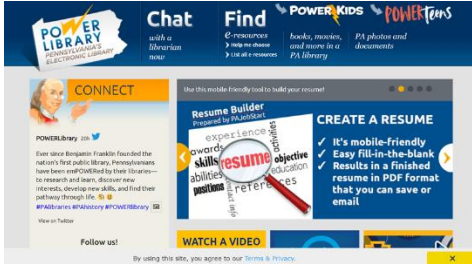 POWER
LIBRARY
PENNSYLVANIA'S
ELECTRONIC LIBRARY
Chat
with a
librarian
now
Find
e-resources
Help me choose
List all e-resources
POWER KIDS
books, movies,
and more in a
PA library
POWER Teens
PA photos and
documents
CONNECT
POWERLibrary 20h
Ever since Benjamin Franklin founded the
nation's first public library, Pennsylvanians
have been emPOWERed by their libraries—
to research and learn, discover new
interests, develop new skills, and find their
pathway through life.
#PAlibraries #PAhistory #POWERlibrary
View on Twitter
Follow us!
Use this mobile-friendly tool to build your resume!
Resume Builder
Prepared by PAJobStart
experience
activities
awards
skills resume objective
abilities education
positions references
contact info
CREATE A RESUME
✓ It's mobile-friendly
✓ Easy fill-in-the-blank
✓ Results in a finished
resume in PDF format
that you can save or
email
WATCH A VIDEO
By using this site, you agree to our Terms & Privacy.
x